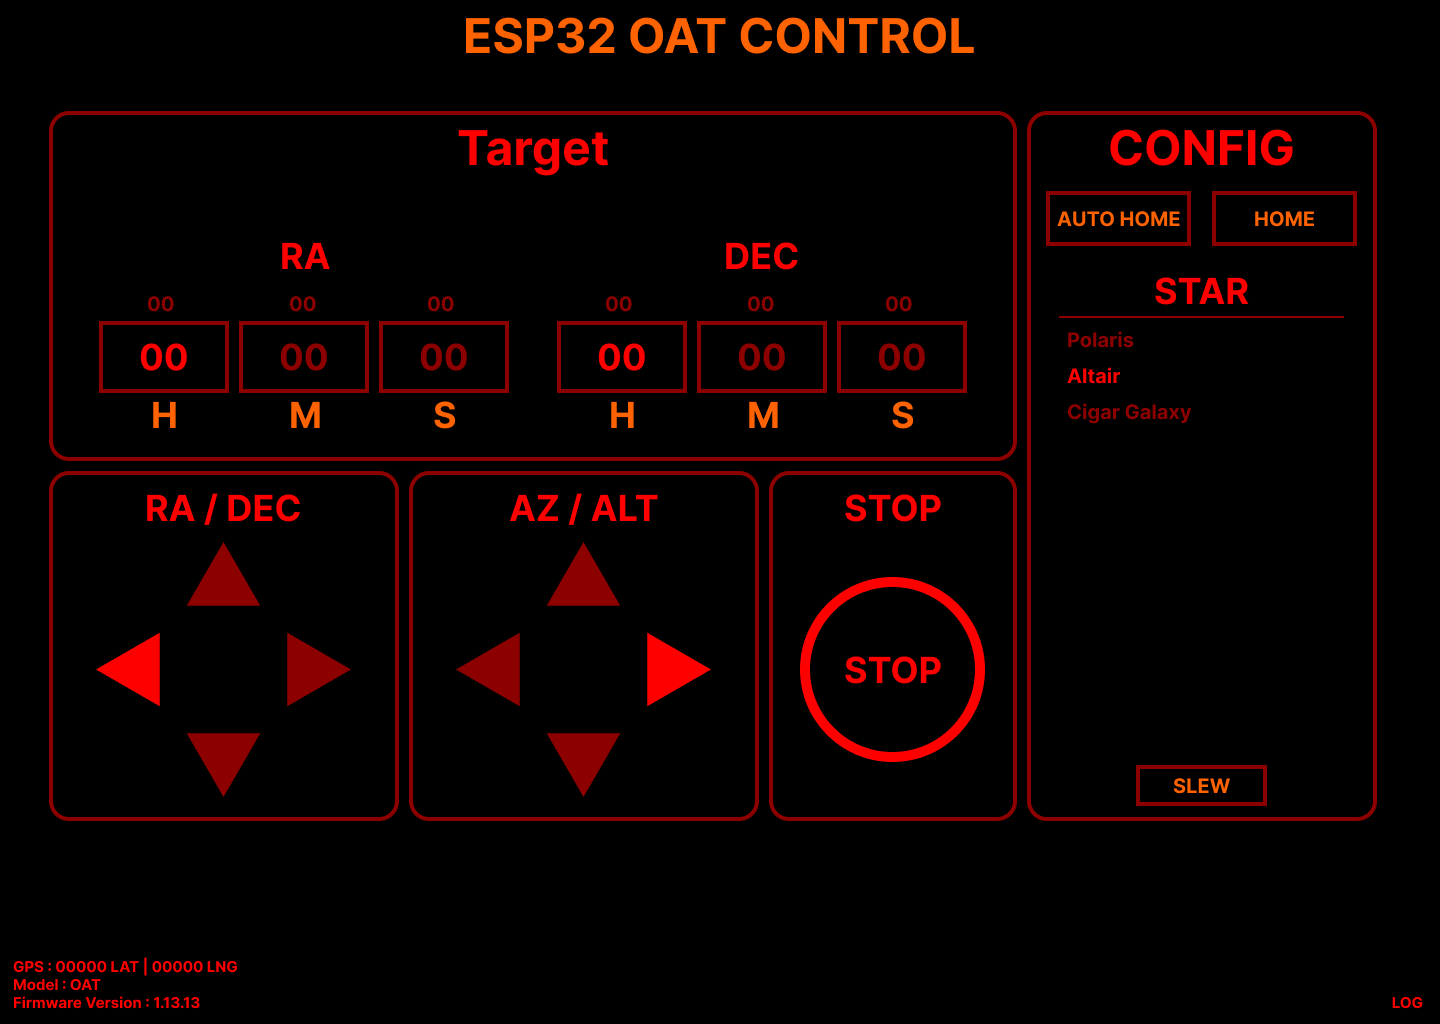 ESP32 OAT CONTROL
Target
RA
DEC
00 00 00 00 00 00
00 00 00 00 00 00
H M S H M S
RA / DEC
AZ / ALT
STOP
STOP
CONFIG
AUTO HOME
HOME
STAR
Polaris
Altair
Cigar Galaxy
SLEW
GPS : 00000 LAT | 00000 LNG
Model : OAT
Firmware Version : 1.13.13
LOG